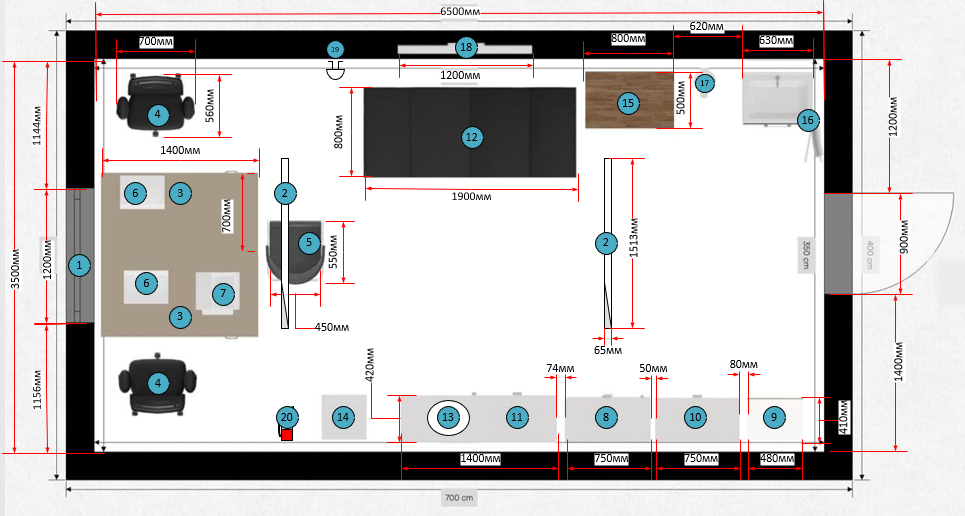 6500мм
620мм
700мм
800мм
630мм
19
18
1200мм
17
15
500мм
16
4
560мм
1144мм
800мм
12
1200мм
1400мм
1900мм
6
3
2
700мм
5
550мм
2
1513мм
350 cm
400 cm
900мм
1
1200мм
3500мм
6
7
3
450мм
65мм
74мм
50мм
80мм
420мм
1400мм
1156мм
4
20
14
13
11
8
10
9
410мм
1400мм
750мм
750мм
480мм
700 cm